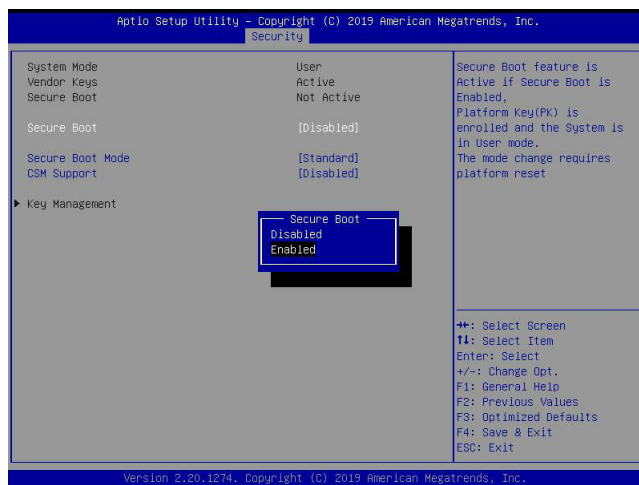 Aptio Setup Utility – Copyright (C) 2019 American Megatrends, Inc.
Security
System Mode User
Vendor Keys Active
Secure Boot Not Active
Secure Boot [Disabled]
Secure Boot Mode [Standard]
CSM Support [Disabled]
▶ Key Management
Secure Boot
Disabled
Enabled
Secure Boot feature is
Active if Secure Boot is
Enabled,
Platform Key(PK) is
enrolled and the System is
in User mode.
The mode change requires
platform reset
→←: Select Screen
↑↓: Select Item
Enter: Select
+/-: Change Opt.
F1: General Help
F2: Previous Values
F3: Optimized Defaults
F4: Save & Exit
ESC: Exit
Version 2.20.1274. Copyright (C) 2019 American Megatrends, Inc.